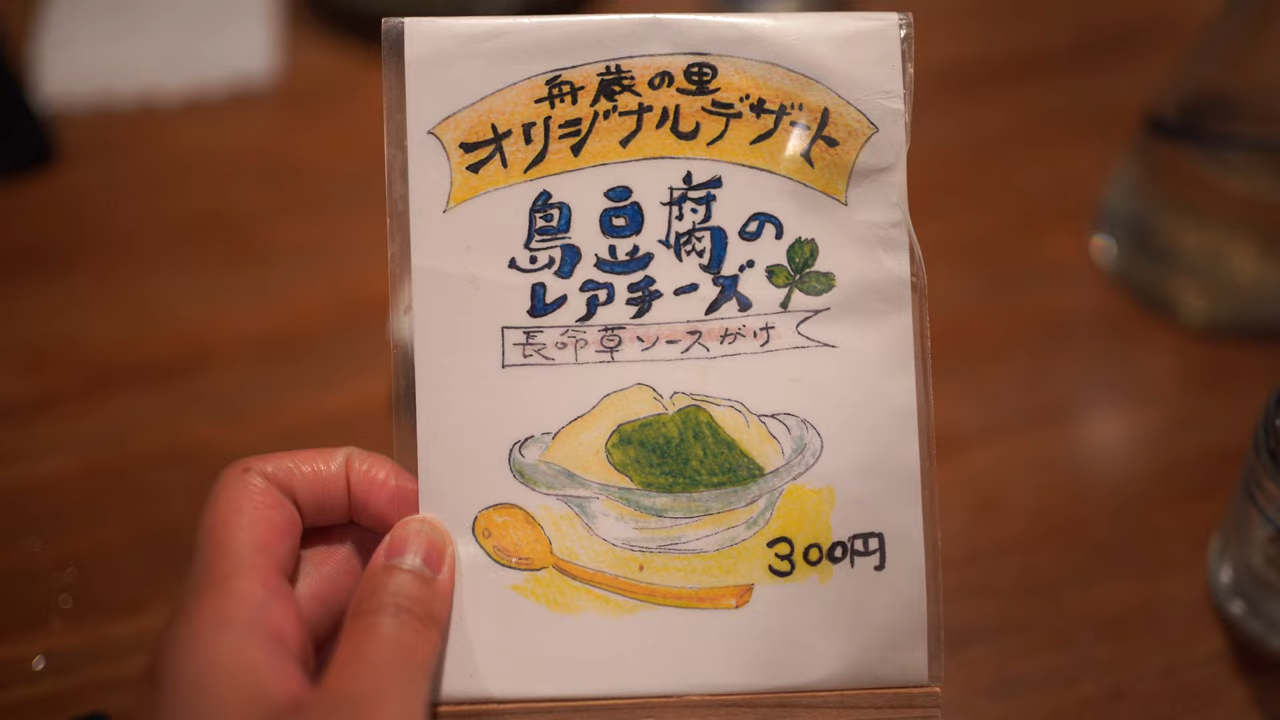 舟蔵の里
オリジナルデザート
島豆腐の
レアチーズ
長命草ソースがけ
300円